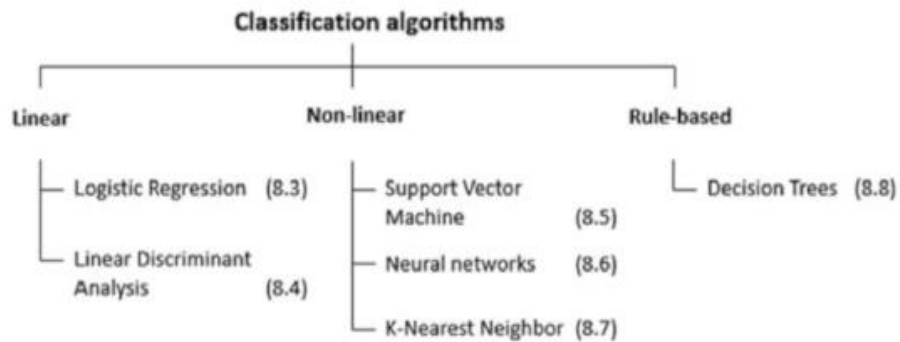 Classification algorithms
Linear
Non-linear
Rule-based
Logistic Regression (8.3)
Linear Discriminant
Analysis (8.4)
Support Vector
Machine (8.5)
Neural networks (8.6)
K-Nearest Neighbor (8.7)
Decision Trees (8.8)